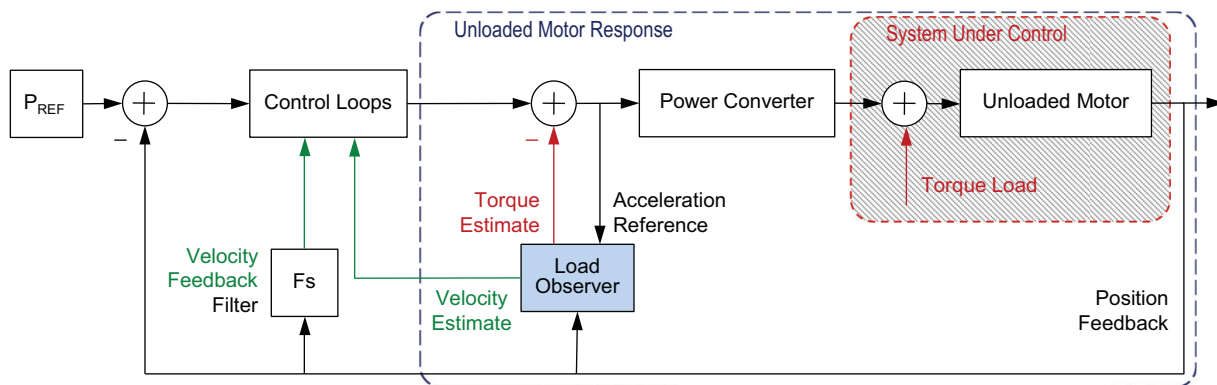 Unloaded Motor Response
System Under Control
PREF
Control Loops
Power Converter
Unloaded Motor
+
+
+
–
–
Torque Load
Torque
Estimate
Acceleration
Reference
Velocity
Feedback
Filter
Fs
Load
Observer
Velocity
Estimate
Position
Feedback